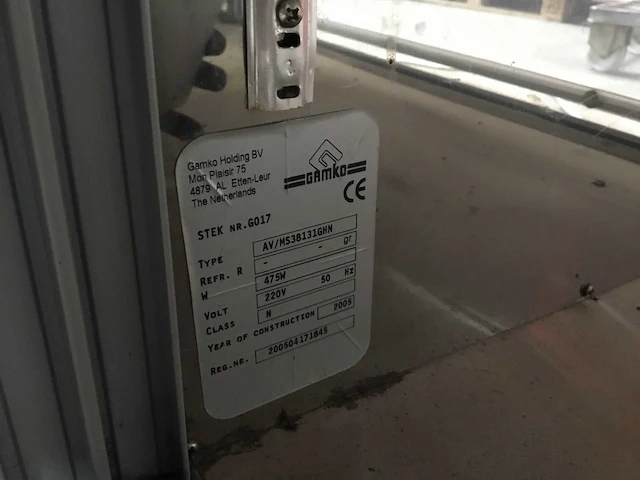 Gamko Holding BV
Mon Plaisir 75
4879 AL Etten-Leur
The Netherlands
GAMKO
CE
STEK NR.G017
TYPE AV/MS38131GHN
REFR. R - - gr
W 475W
VOLT 220V 50 Hz
CLASS N
YEAR OF CONSTRUCTION 2005
REG.NR. 200504171845